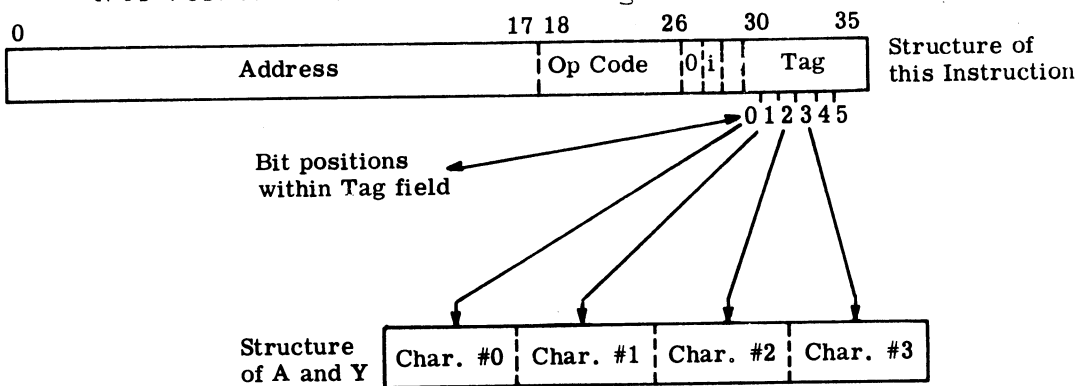 0 17 18 26 30 35
Address Op Code 0 i Tag
Structure of
this Instruction
0 1 2 3 4 5
Bit positions
within Tag field
Structure
of A and Y
Char. #0 Char. #1 Char. #2 Char. #3